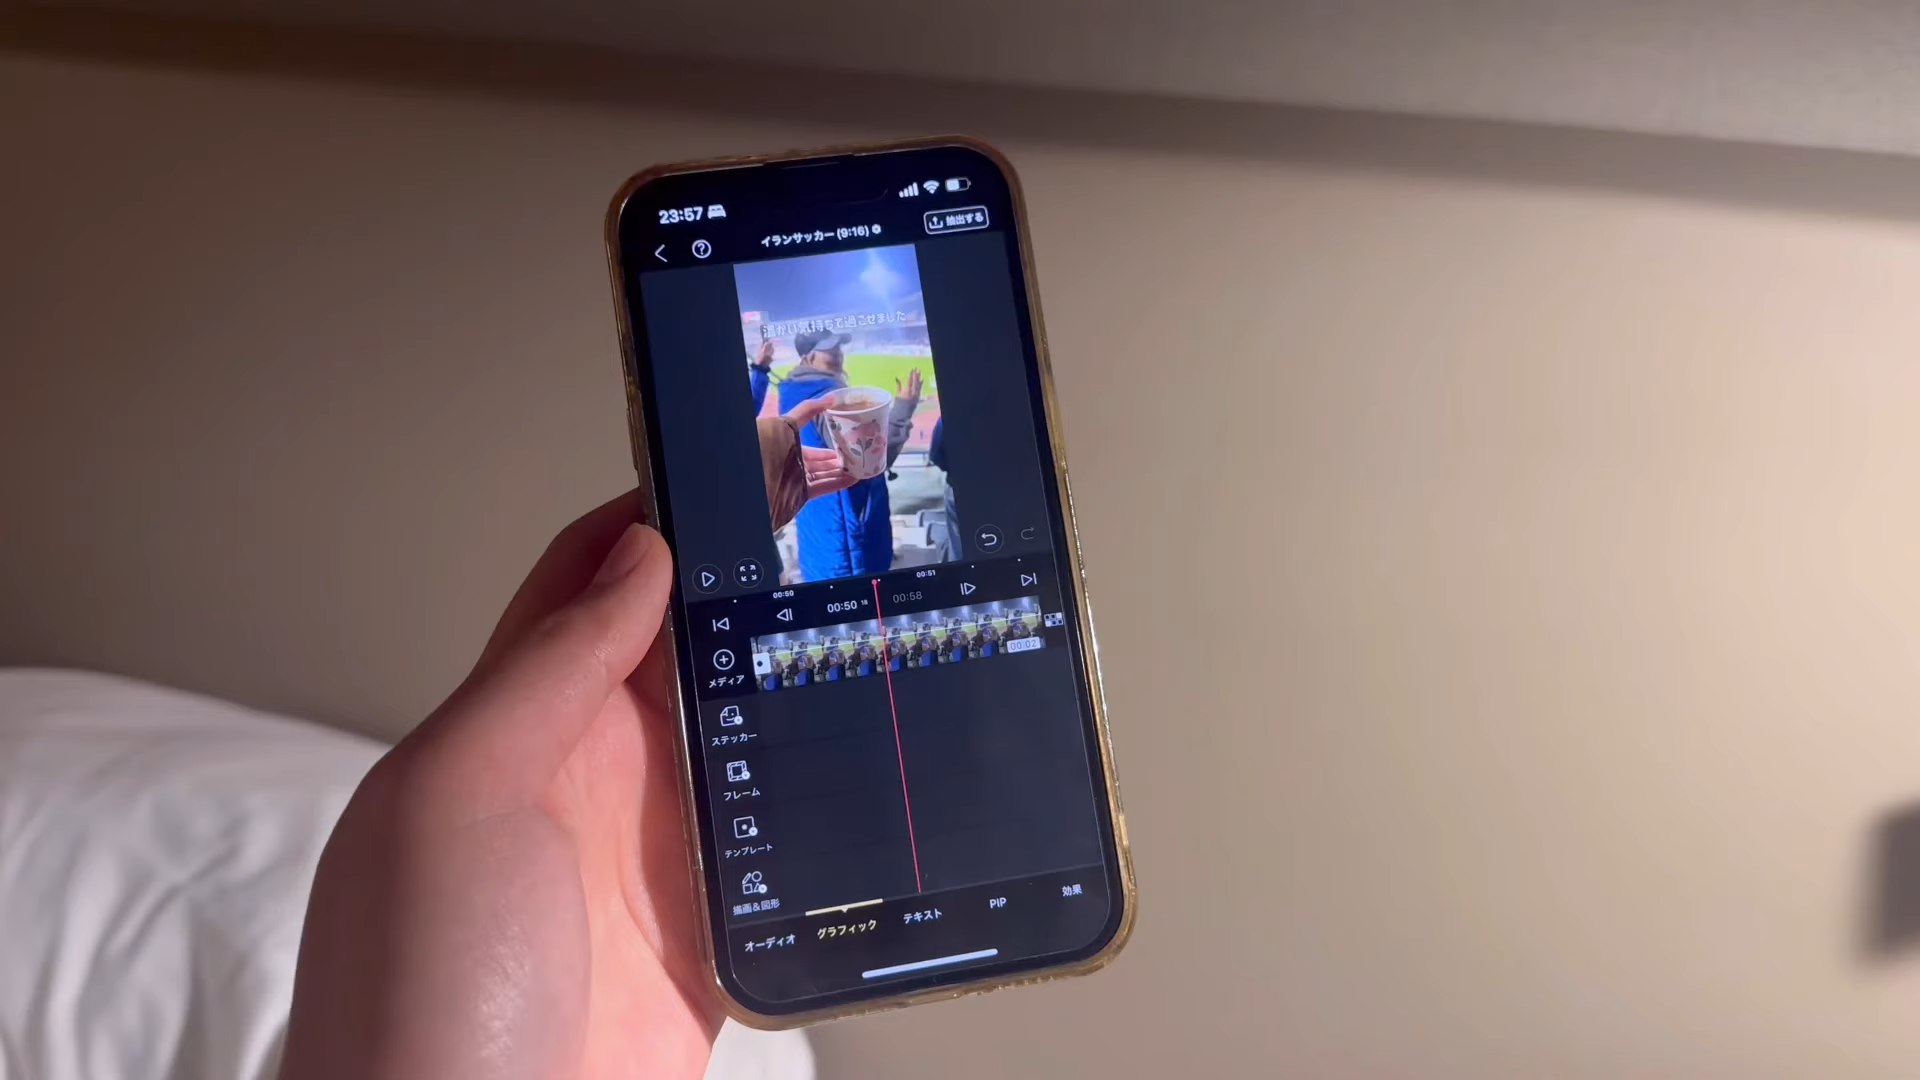 23:57
抽出する
イランサッカー (9:16)
温かい気持ちで過ごせました
00:50
00:51
00:50 18
00:58
00:02
メディア
ステッカー
フレーム
テンプレート
描画&図形
オーディオ
グラフィック
テキスト
PIP
効果